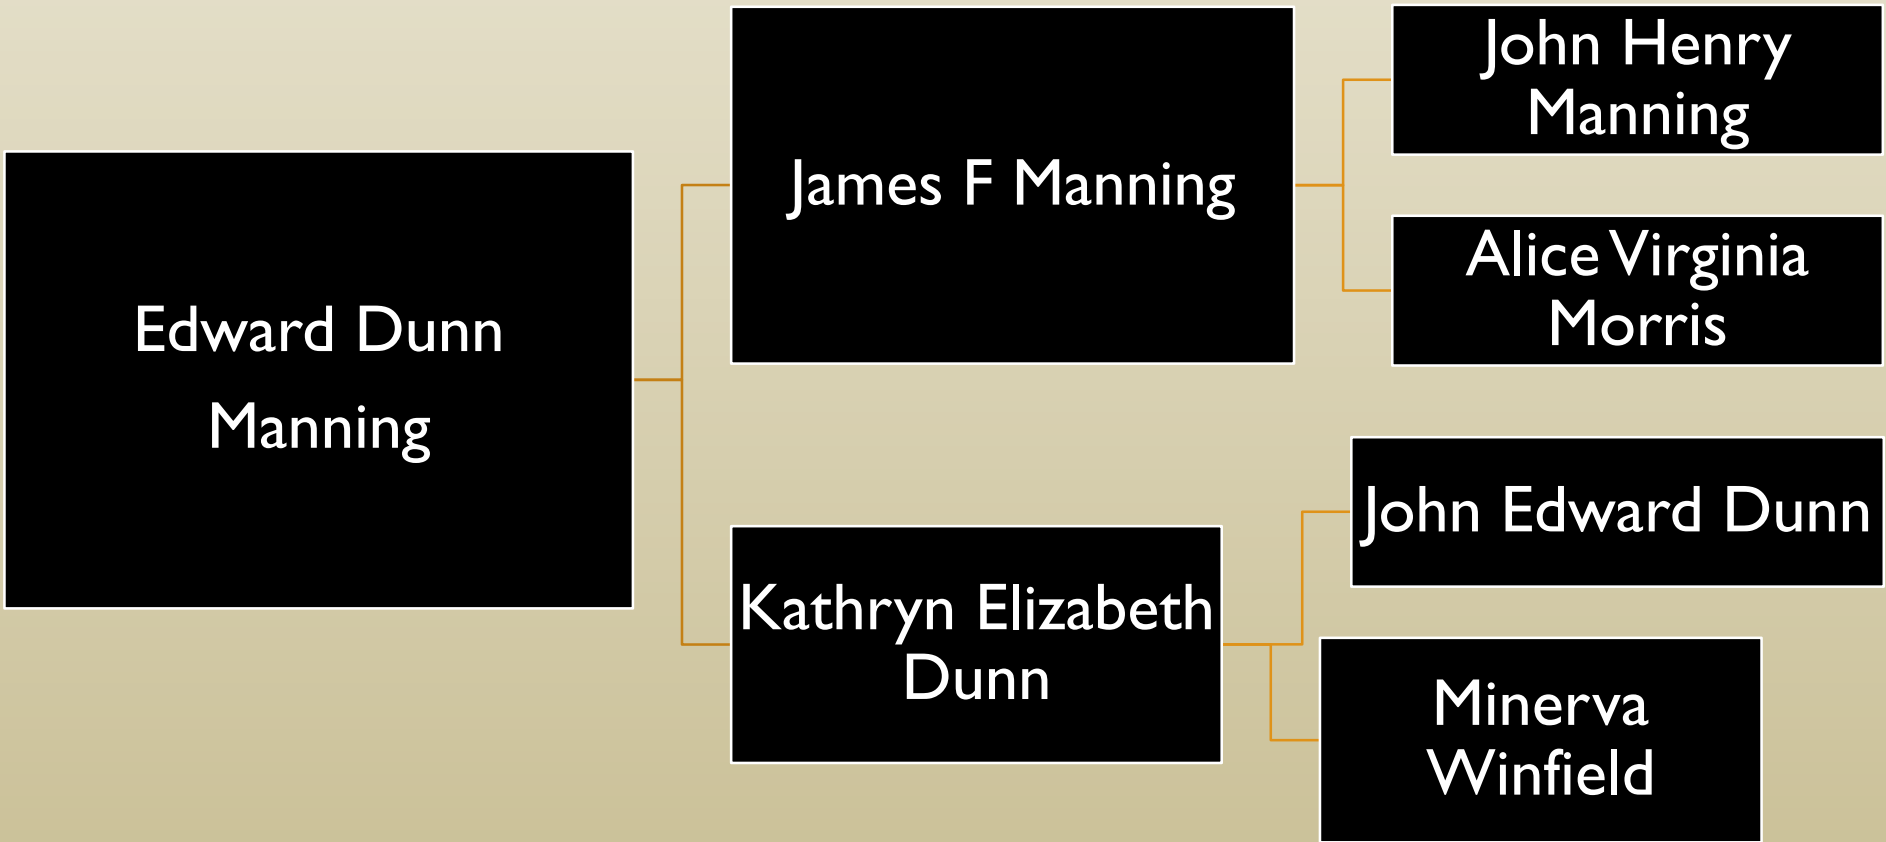 Edward Dunn
Manning
James F Manning
John Henry
Manning
Alice Virginia
Morris
Kathryn Elizabeth
Dunn
John Edward Dunn
Minerva
Winfield